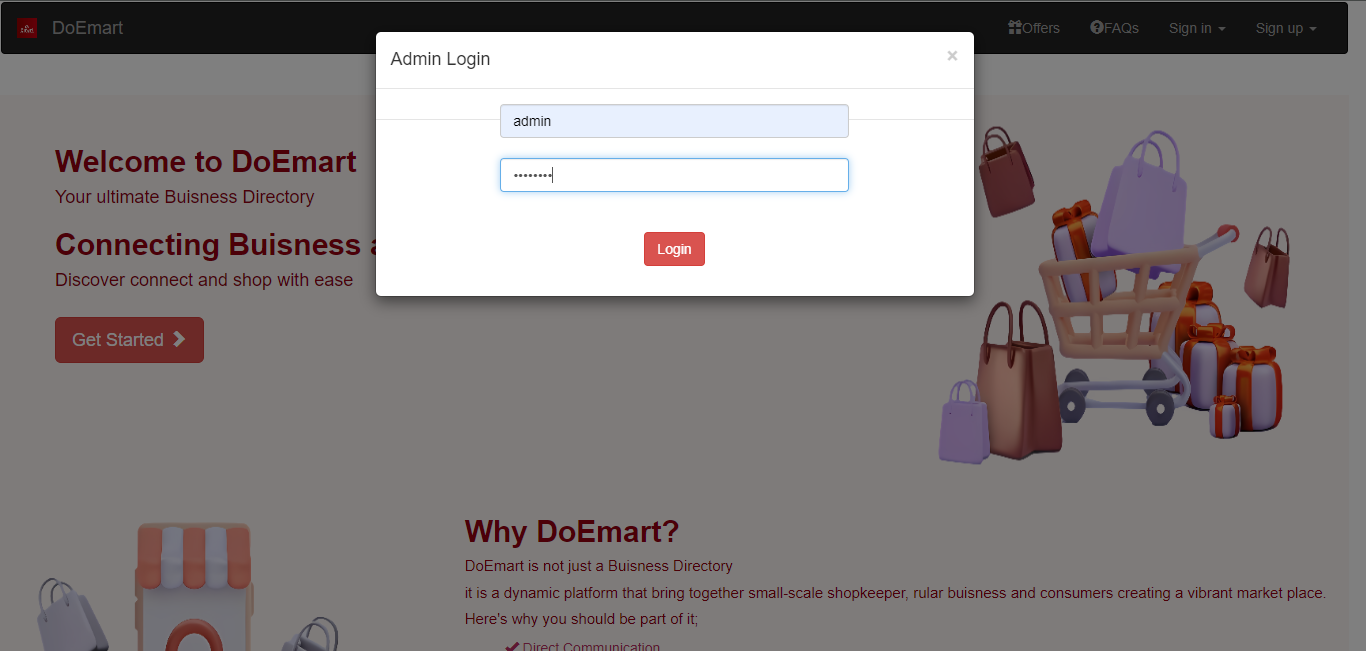 DoEmart
Offers
FAQs
Sign in
Sign up
Admin Login
×
admin
••••••••
Login
Welcome to DoEmart
Your ultimate Buisness Directory
Connecting Buisness a
Discover connect and shop with ease
Get Started
Why DoEmart?
DoEmart is not just a Buisness Directory
it is a dynamic platform that bring together small-scale shopkeeper, rular buisness and consumers creating a vibrant market place.
Here's why you should be part of it;
Direct Communication